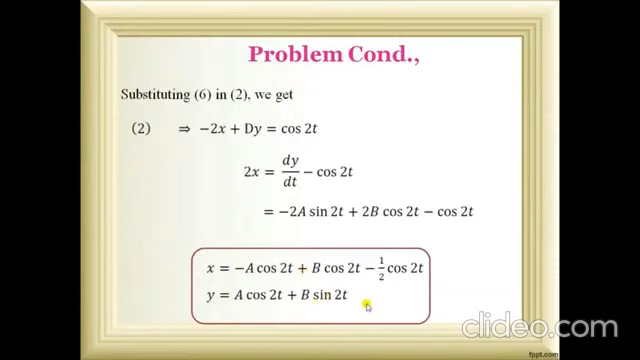 Problem Cond.,
Substituting (6) in (2), we get
(2) ⇒ −2x + Dy = cos 2t
2x = dy/dt − cos 2t
= −2A sin 2t + 2B cos 2t − cos 2t
x = −A cos 2t + B cos 2t − 1/2 cos 2t
y = A cos 2t + B sin 2t
clideo.com
fppt.com